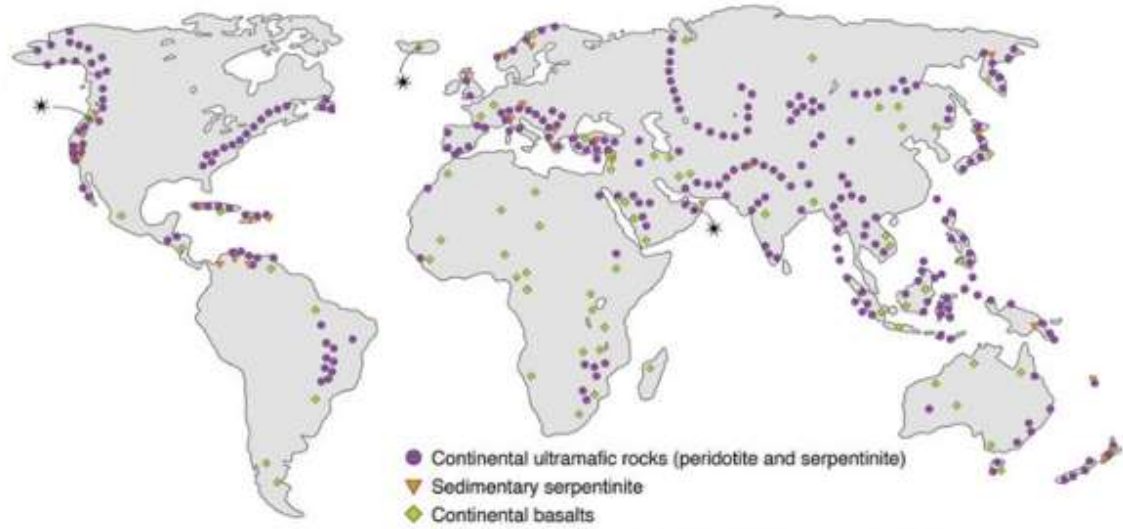 Continental ultramafic rocks (peridotite and serpentinite)
Sedimentary serpentinite
Continental basalts